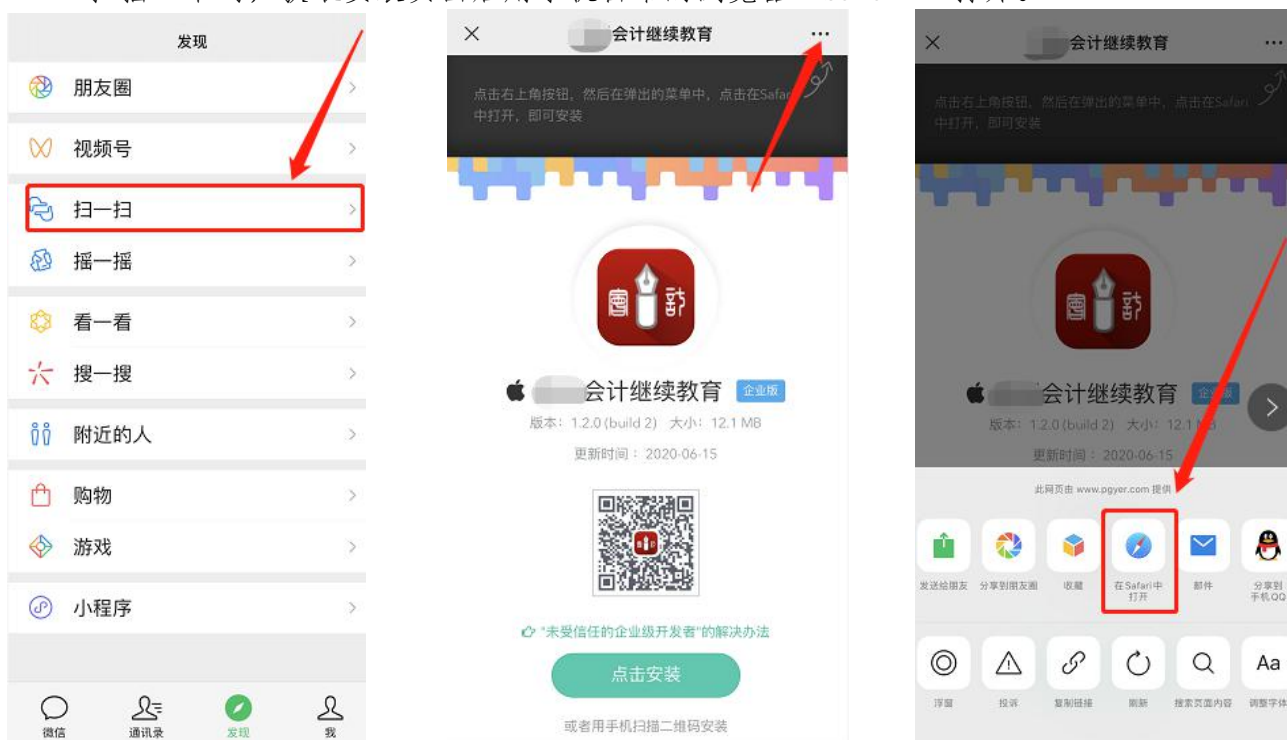 发现
朋友圈
视频号
扫一扫
摇一摇
看一看
搜一搜
附近的人
购物
游戏
小程序
微信
通讯录
发现
我
会计继续教育
点击右上角按钮，然后在弹出的菜单中，点击在Safari
中打开，即可安装
會計
会计继续教育 企业版
版本：1.2.0 (build 2) 大小：12.1 MB
更新时间：2020-06-15
"未受信任的企业级开发者"的解决办法
点击安装
或者用手机扫描二维码安装
会计继续教育
点击右上角按钮，然后在弹出的菜单中，点击在Safari
中打开，即可安装
會計
会计继续教育 企业版
版本：1.2.0 (build 2) 大小：12.1 MB
更新时间：2020-06-15
此网页由 www.pgyer.com 提供
发送给朋友
分享到朋友圈
收藏
在Safari中
打开
邮件
分享到
手机QQ
浮窗
投诉
复制链接
刷新
搜索页面内容
Aa
调整字体